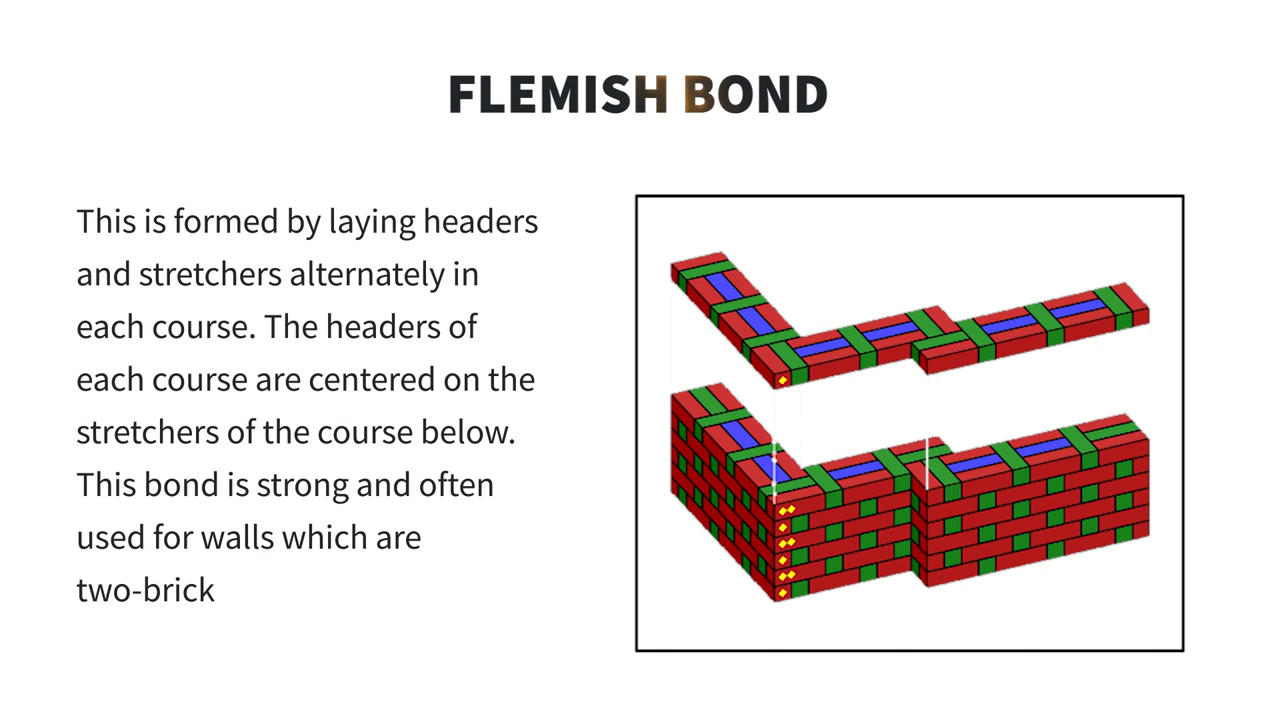 FLEMISH BOND
This is formed by laying headers
and stretchers alternately in
each course. The headers of
each course are centered on the
stretchers of the course below.
This bond is strong and often
used for walls which are
two-brick